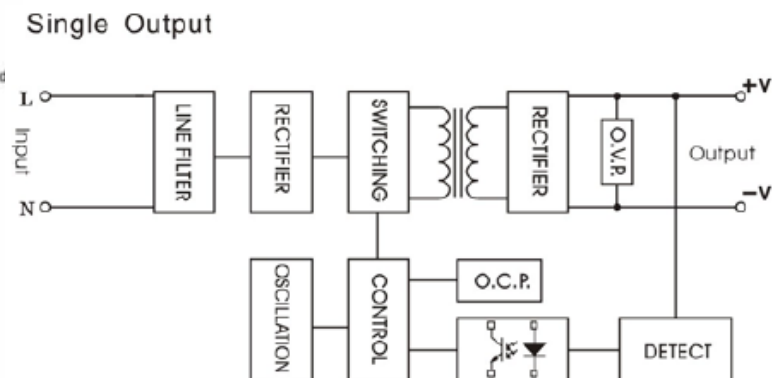 Single Output
L
Input
N
LINE FILTER
RECTIFIER
SWITCHING
RECTIFIER
O.V.P.
+V
Output
-V
OSCILLATION
CONTROL
O.C.P.
DETECT